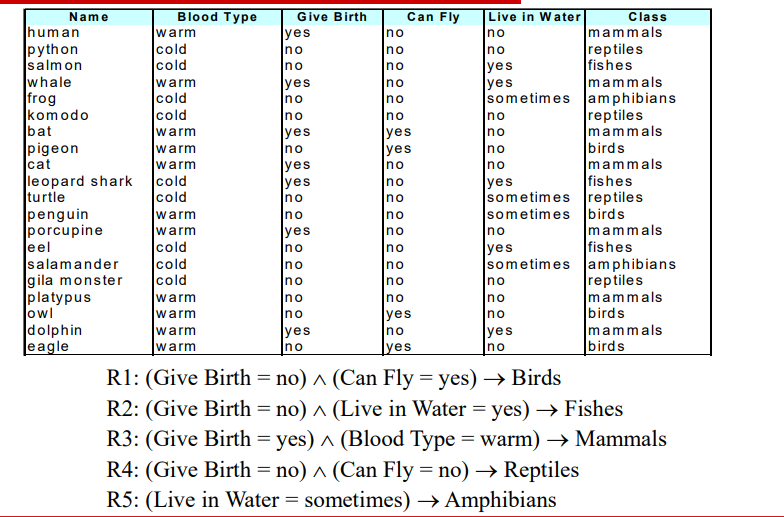 Name Blood Type Give Birth Can Fly Live in Water Class
human warm yes no no mammals
python cold no no no reptiles
salmon cold no no yes fishes
whale warm yes no yes mammals
frog cold no no sometimes amphibians
komodo cold no no no reptiles
bat warm yes yes no mammals
pigeon warm no yes no birds
cat warm yes no no mammals
leopard shark cold yes no yes fishes
turtle cold no no sometimes reptiles
penguin warm no no sometimes birds
porcupine warm yes no no mammals
eel cold no no yes fishes
salamander cold no no sometimes amphibians
gila monster cold no no no reptiles
platypus warm no no no mammals
owl warm no yes no birds
dolphin warm yes no yes mammals
eagle warm no yes no birds
R1: (Give Birth = no) ∧ (Can Fly = yes) → Birds
R2: (Give Birth = no) ∧ (Live in Water = yes) → Fishes
R3: (Give Birth = yes) ∧ (Blood Type = warm) → Mammals
R4: (Give Birth = no) ∧ (Can Fly = no) → Reptiles
R5: (Live in Water = sometimes) → Amphibians